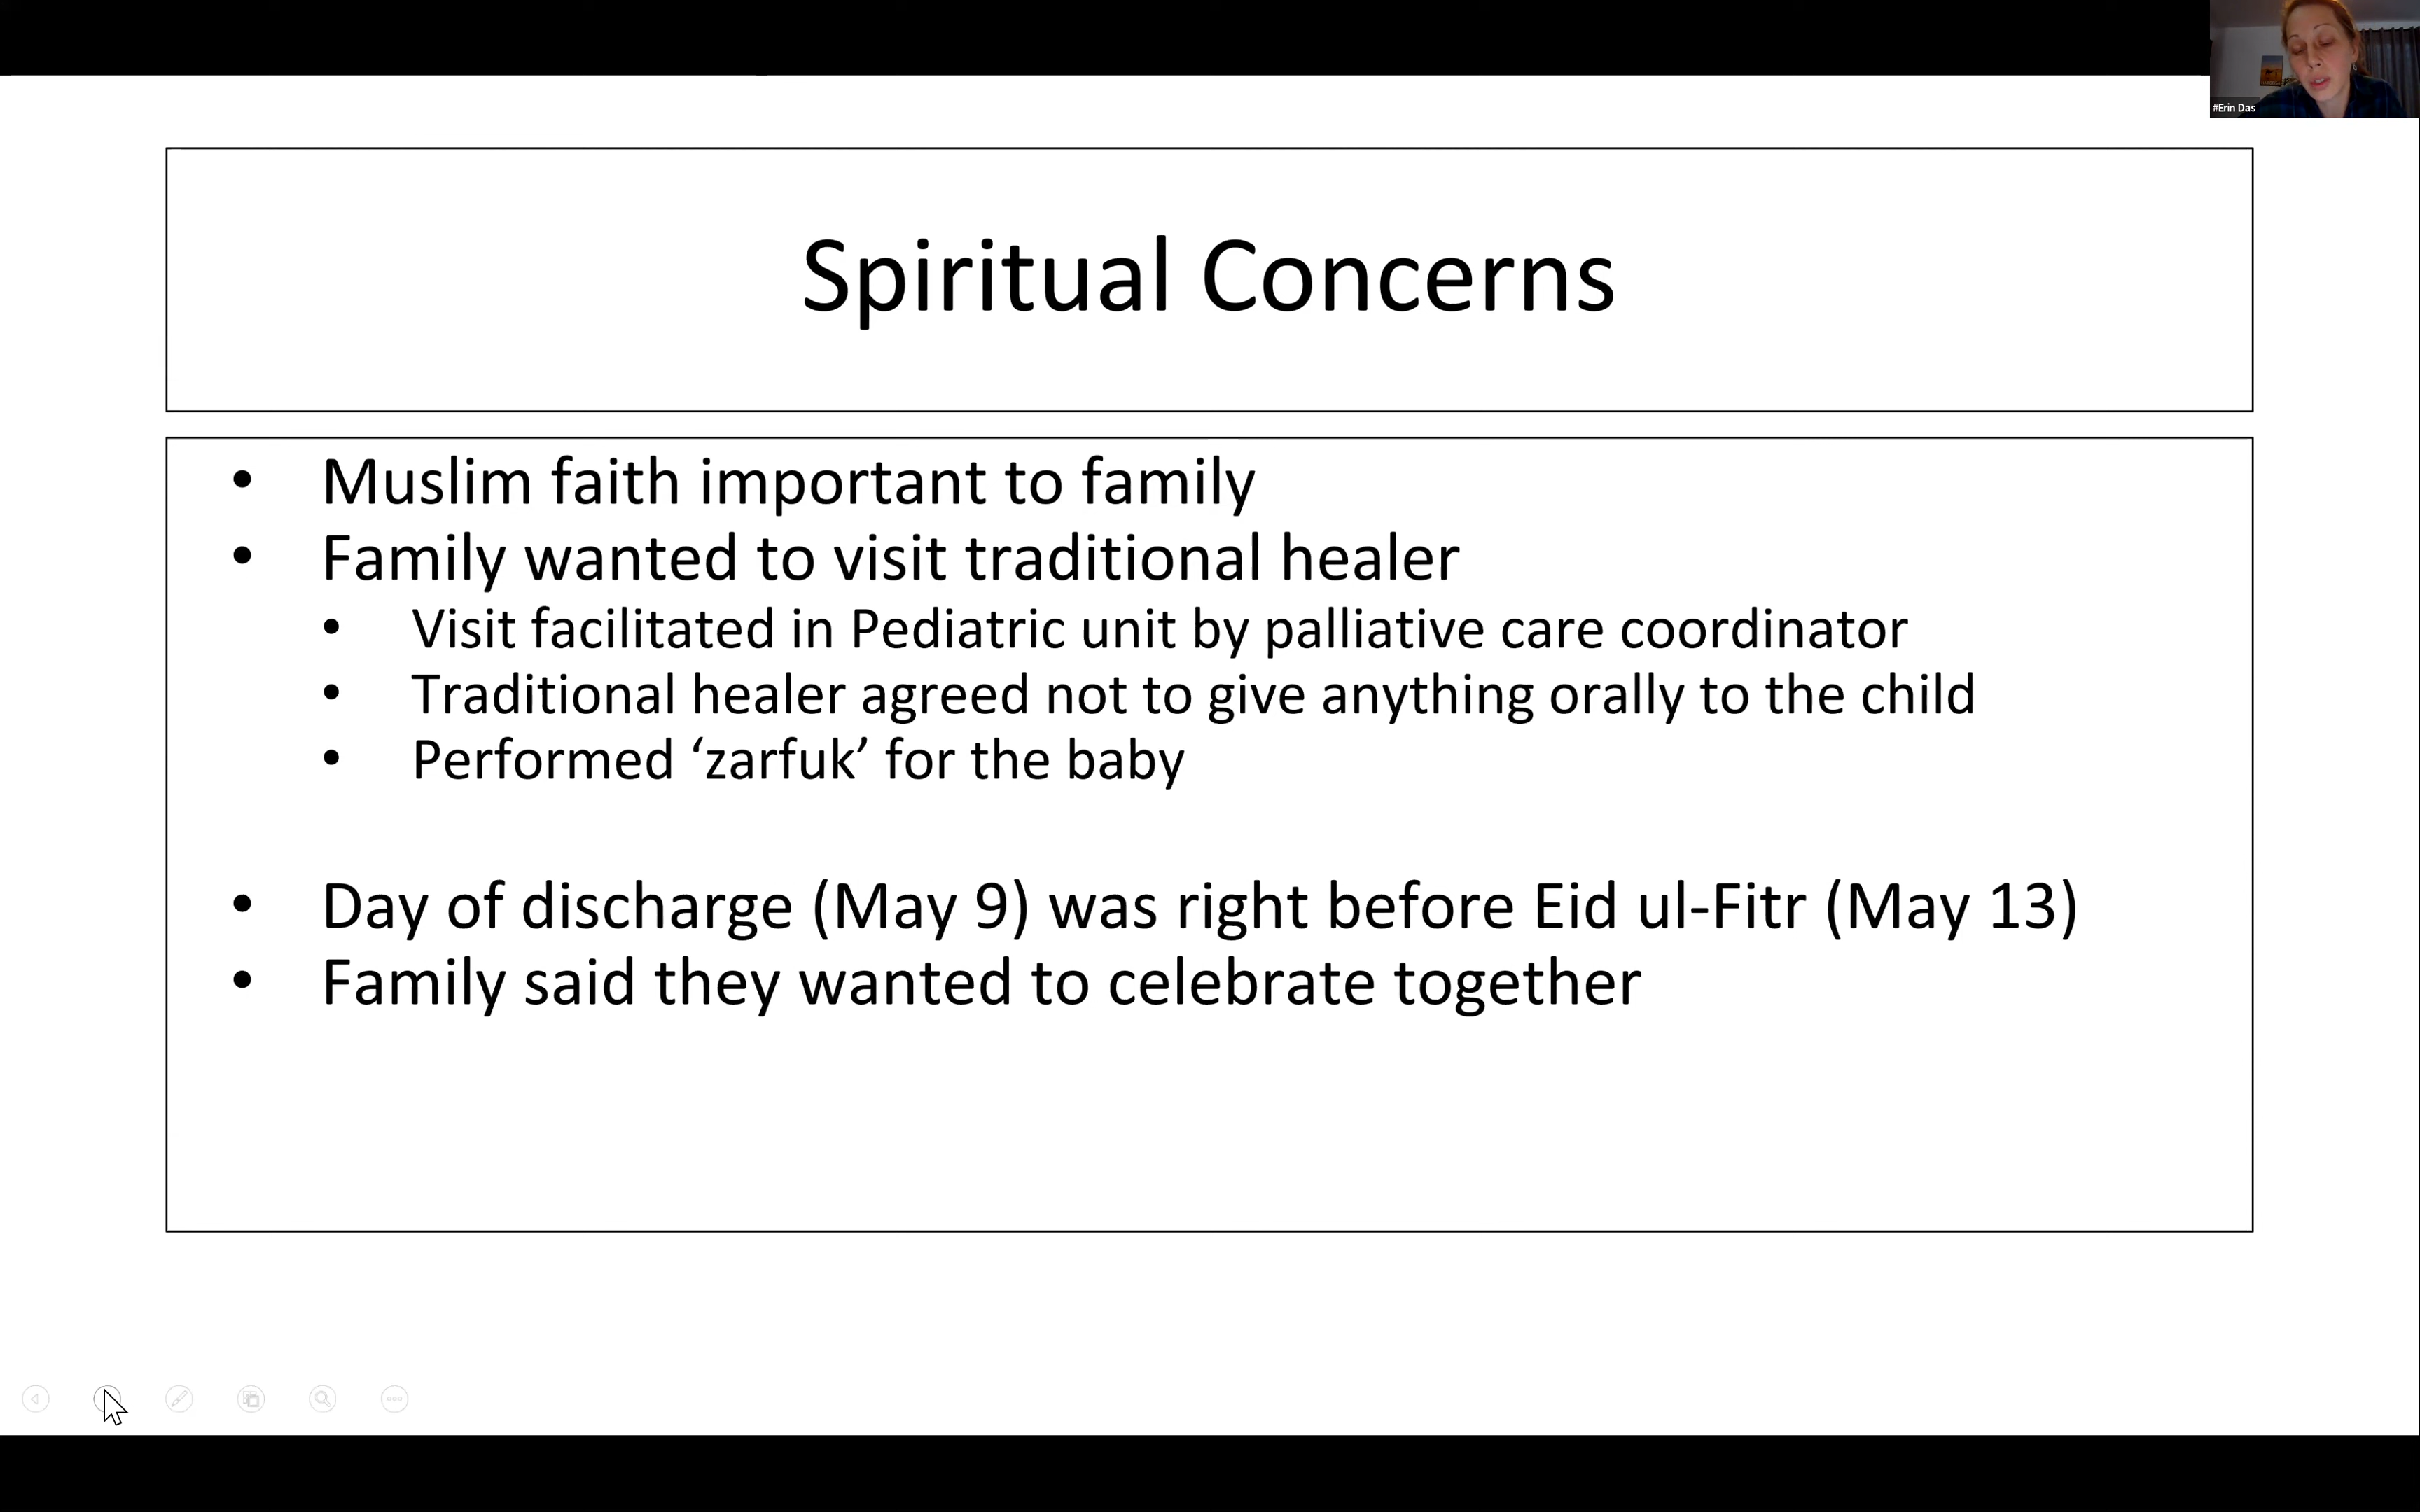 #Erin Das
Spiritual Concerns
• Muslim faith important to family
• Family wanted to visit traditional healer
• Visit facilitated in Pediatric unit by palliative care coordinator
• Traditional healer agreed not to give anything orally to the child
• Performed ‘zarfuk’ for the baby
• Day of discharge (May 9) was right before Eid ul-Fitr (May 13)
• Family said they wanted to celebrate together